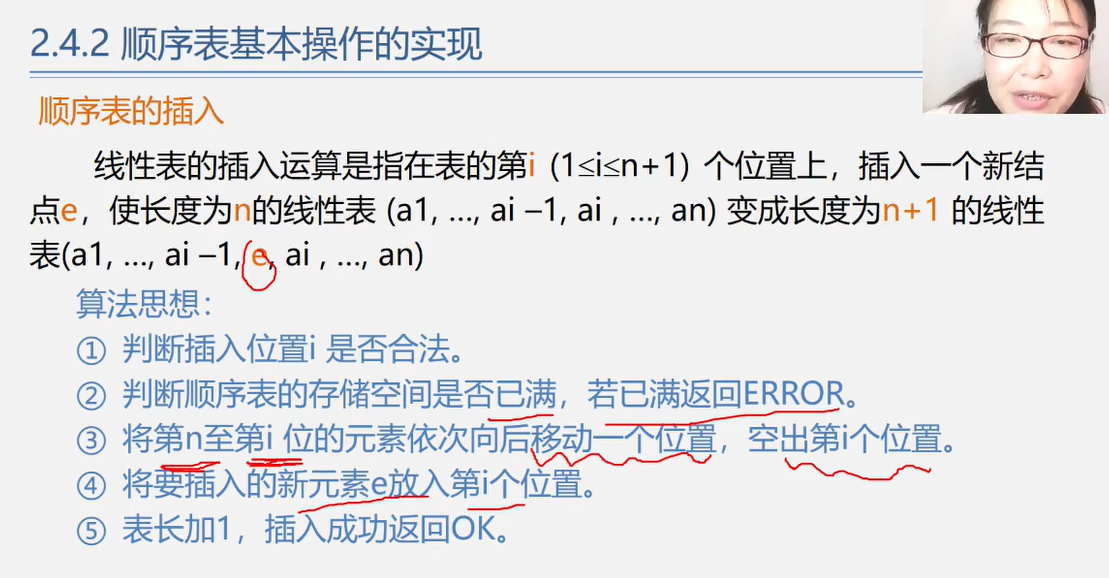 2.4.2 顺序表基本操作的实现
顺序表的插入
线性表的插入运算是指在表的第i (1≤i≤n+1) 个位置上，插入一个新结
点e，使长度为n的线性表 (a1, …, ai –1, ai , …, an) 变成长度为n+1 的线性
表(a1, …, ai –1, e, ai , …, an)
算法思想：
① 判断插入位置i 是否合法。
② 判断顺序表的存储空间是否已满，若已满返回ERROR。
③ 将第n至第i 位的元素依次向后移动一个位置，空出第i个位置。
④ 将要插入的新元素e放入第i个位置。
⑤ 表长加1，插入成功返回OK。